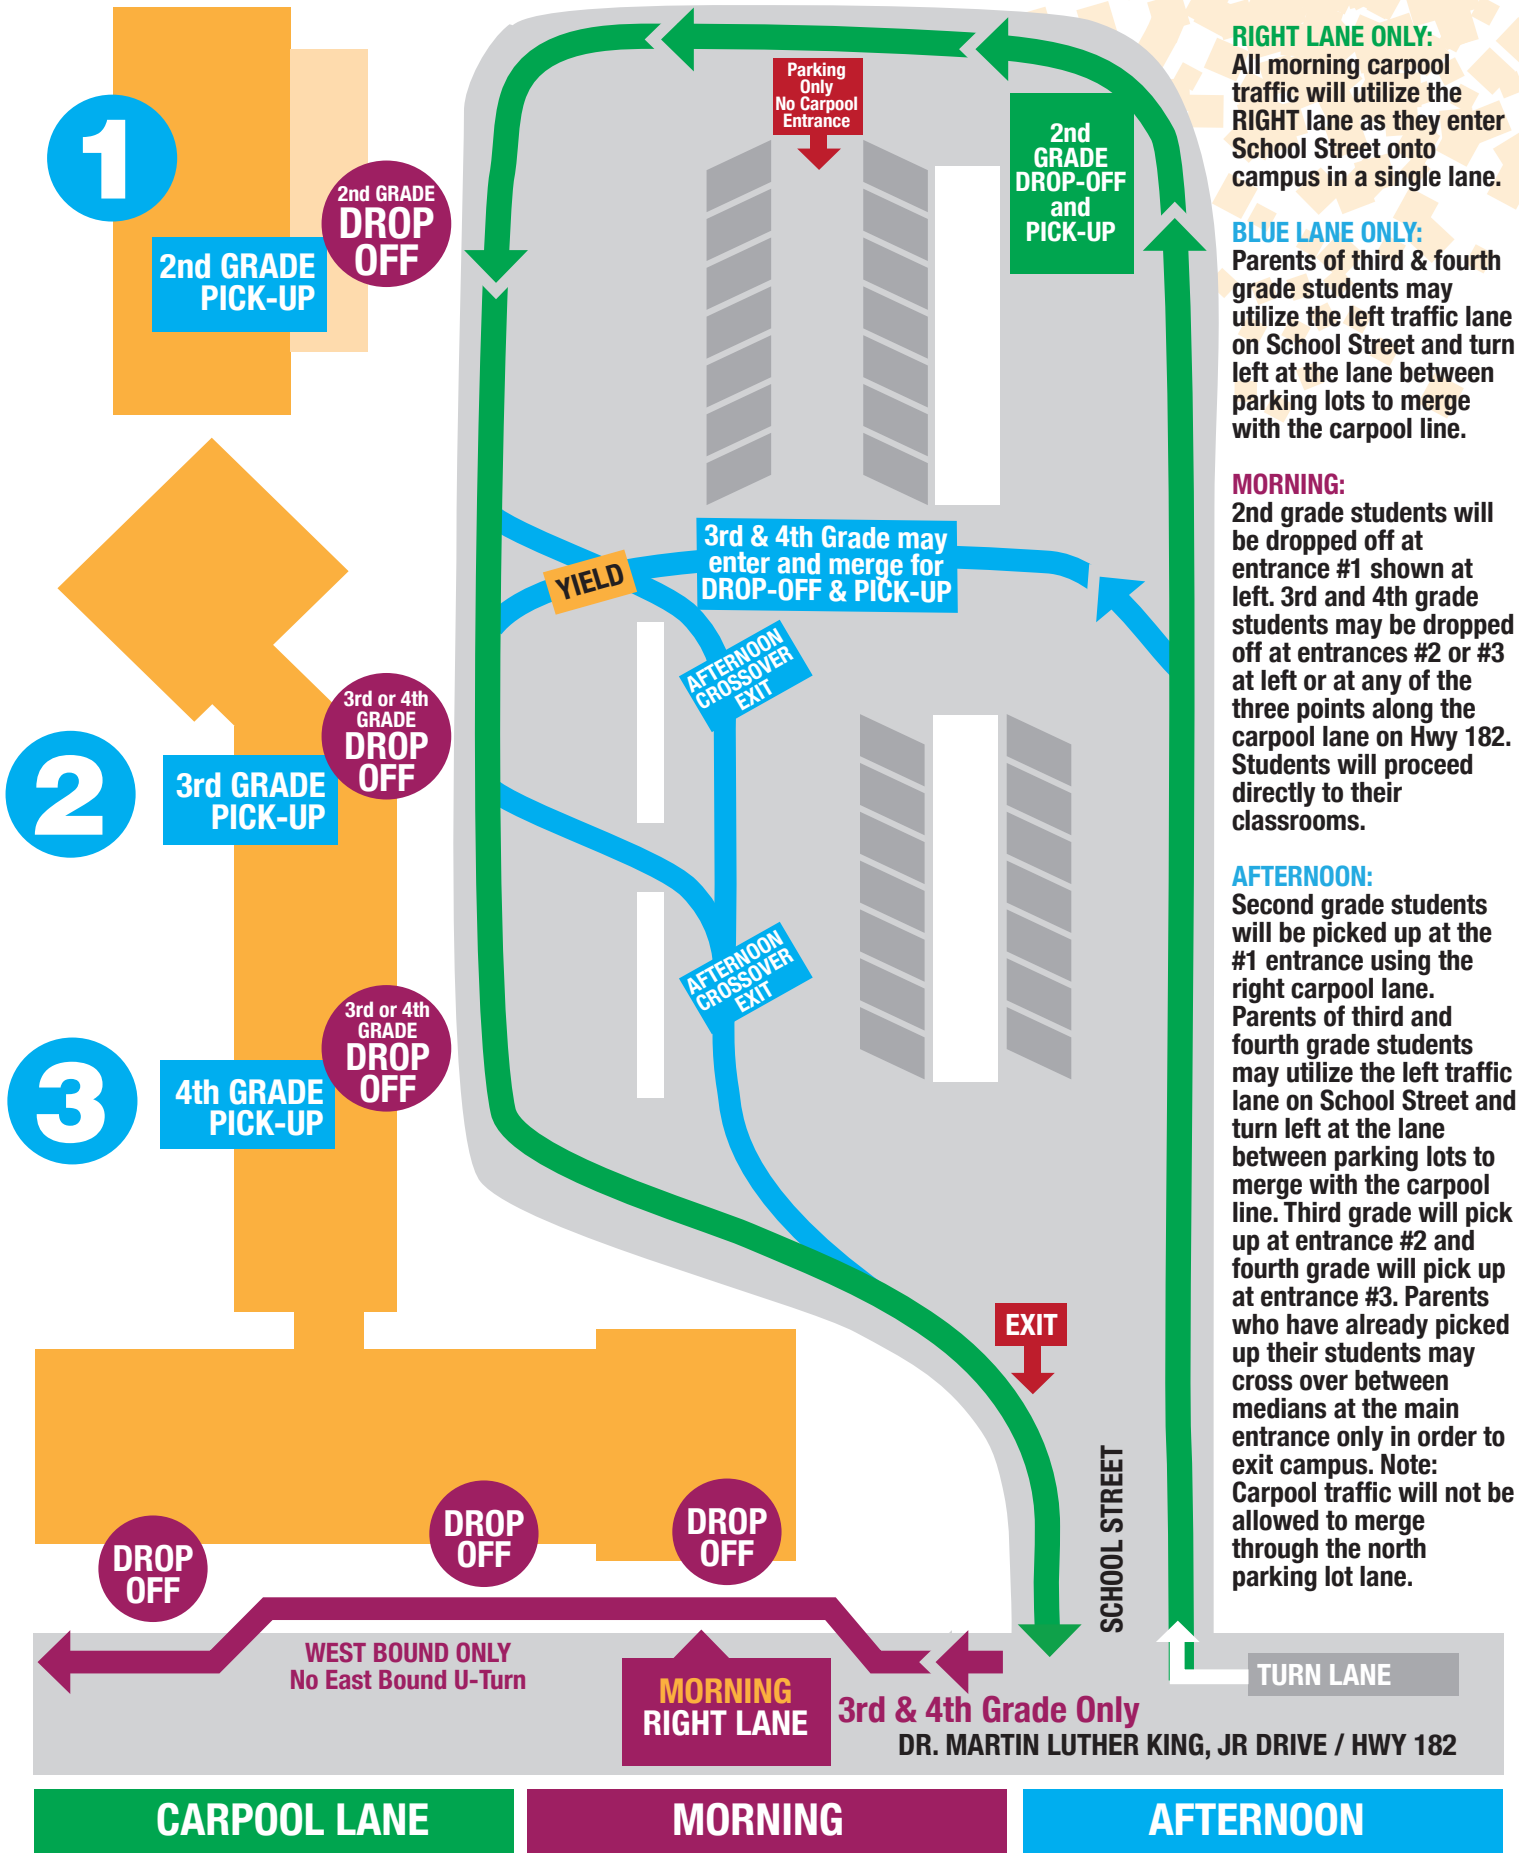 1
2nd GRADE
DROP
OFF
2nd GRADE
PICK-UP
Parking
Only
No Carpool
Entrance
2nd
GRADE
DROP-OFF
and
PICK-UP
3rd & 4th Grade may
enter and merge for
DROP-OFF & PICK-UP
YIELD
AFTERNOON
CROSSOVER
EXIT
2
3rd or 4th
GRADE
DROP
OFF
3rd GRADE
PICK-UP
AFTERNOON
CROSSOVER
EXIT
3
3rd or 4th
GRADE
DROP
OFF
4th GRADE
PICK-UP
EXIT
SCHOOL STREET
DROP
OFF
DROP
OFF
DROP
OFF
WEST BOUND ONLY
No East Bound U-Turn
MORNING
RIGHT LANE
3rd & 4th Grade Only
TURN LANE
DR. MARTIN LUTHER KING, JR DRIVE / HWY 182
RIGHT LANE ONLY:
All morning carpool
traffic will utilize the
RIGHT lane as they enter
School Street onto
campus in a single lane.
BLUE LANE ONLY:
Parents of third & fourth
grade students may
utilize the left traffic lane
on School Street and turn
left at the lane between
parking lots to merge
with the carpool line.
MORNING:
2nd grade students will
be dropped off at
entrance #1 shown at
left. 3rd and 4th grade
students may be dropped
off at entrances #2 or #3
at left or at any of the
three points along the
carpool lane on Hwy 182.
Students will proceed
directly to their
classrooms.
AFTERNOON:
Second grade students
will be picked up at the
#1 entrance using the
right carpool lane.
Parents of third and
fourth grade students
may utilize the left traffic
lane on School Street and
turn left at the lane
between parking lots to
merge with the carpool
line. Third grade will pick
up at entrance #2 and
fourth grade will pick up
at entrance #3. Parents
who have already picked
up their students may
cross over between
medians at the main
entrance only in order to
exit campus. Note:
Carpool traffic will not be
allowed to merge
through the north
parking lot lane.
CARPOOL LANE
MORNING
AFTERNOON